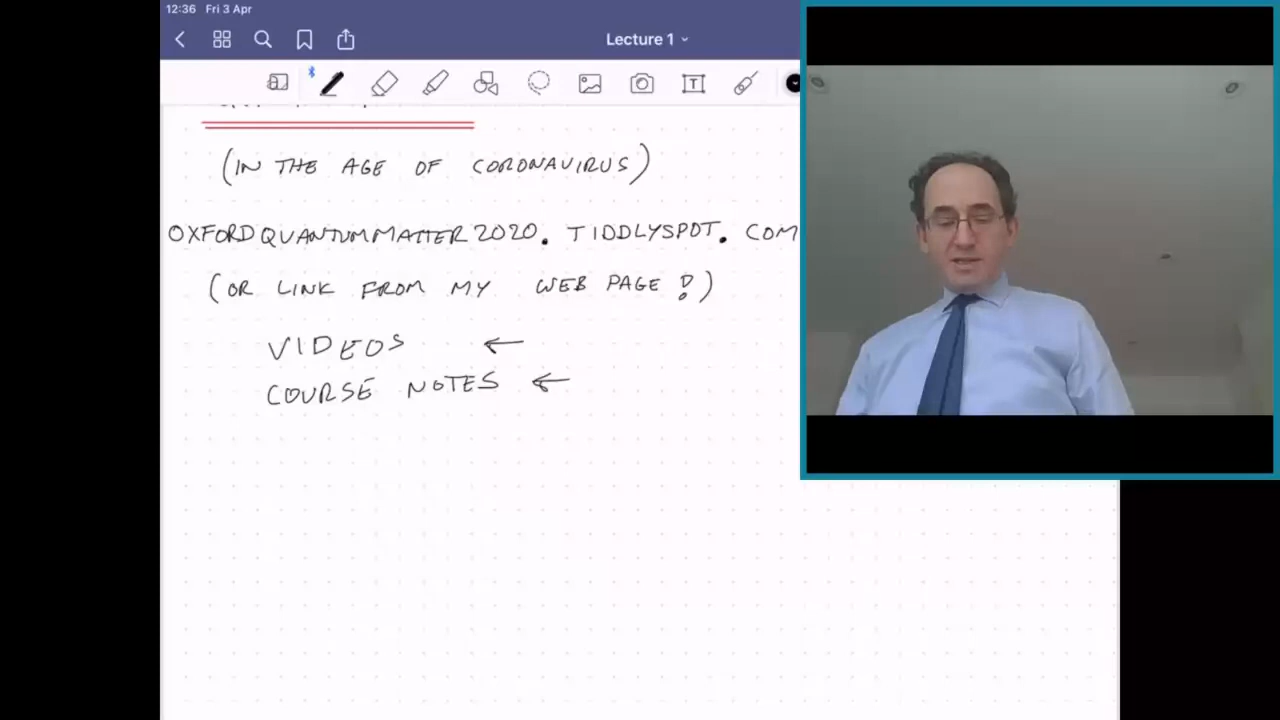 12:36 Fri 3 Apr
Lecture 1
T
(IN THE AGE OF CORONAVIRUS)
OXFORDQUANTUMMATTER2020. TIDDLYSPOT. COM
(OR LINK FROM MY WEB PAGE!)
VIDEOS ←
COURSE NOTES ←